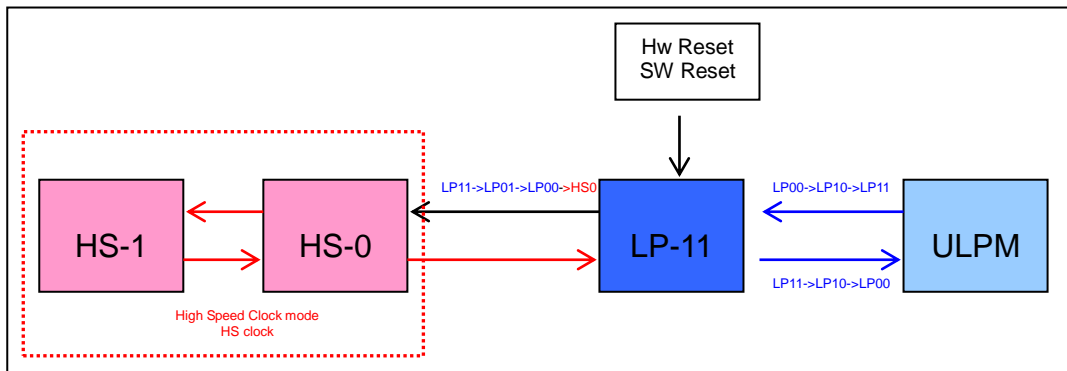 Hw Reset
SW Reset
LP11->LP01->LP00->HS0
LP00->LP10->LP11
HS-1
HS-0
LP-11
ULPM
LP11->LP10->LP00
High Speed Clock mode
HS clock